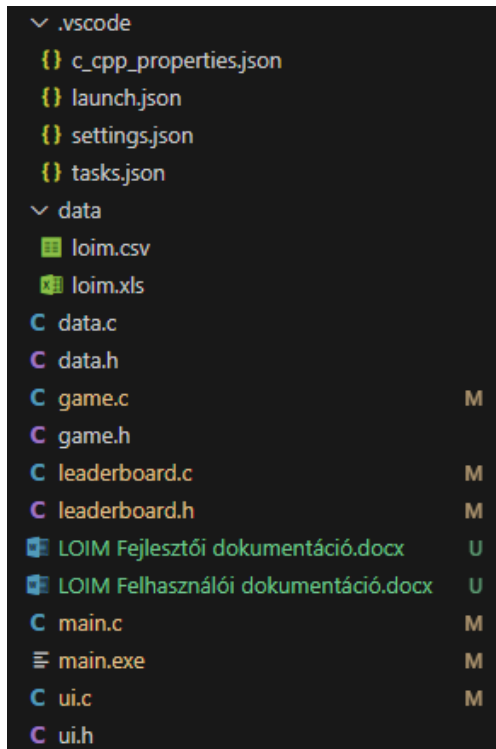 .vscode
{} c_cpp_properties.json
{} launch.json
{} settings.json
{} tasks.json
data
loim.csv
loim.xls
C data.c
C data.h
C game.c M
C game.h
C leaderboard.c M
C leaderboard.h M
LOIM Fejlesztői dokumentáció.docx U
LOIM Felhasználói dokumentáció.docx U
C main.c M
main.exe M
C ui.c M
C ui.h